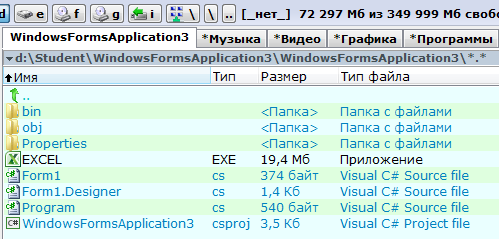 d f g i \ .. [_нет_] 72 297 Мб из 349 999 Мб
WindowsFormsApplication3 *Музыка *Видео *Графика *Программы
d:\Student\WindowsFormsApplication3\WindowsFormsApplication3\*.*
Имя Тип Размер Тип файла
..
bin <Папка> Папка с файлами
obj <Папка> Папка с файлами
Properties <Папка> Папка с файлами
EXCEL EXE 19,4 Мб Приложение
Form1 cs 374 байт Visual C# Source file
Form1.Designer cs 1,4 Кб Visual C# Source file
Program cs 540 байт Visual C# Source file
WindowsFormsApplication3 csproj 3,5 Кб Visual C# Project file